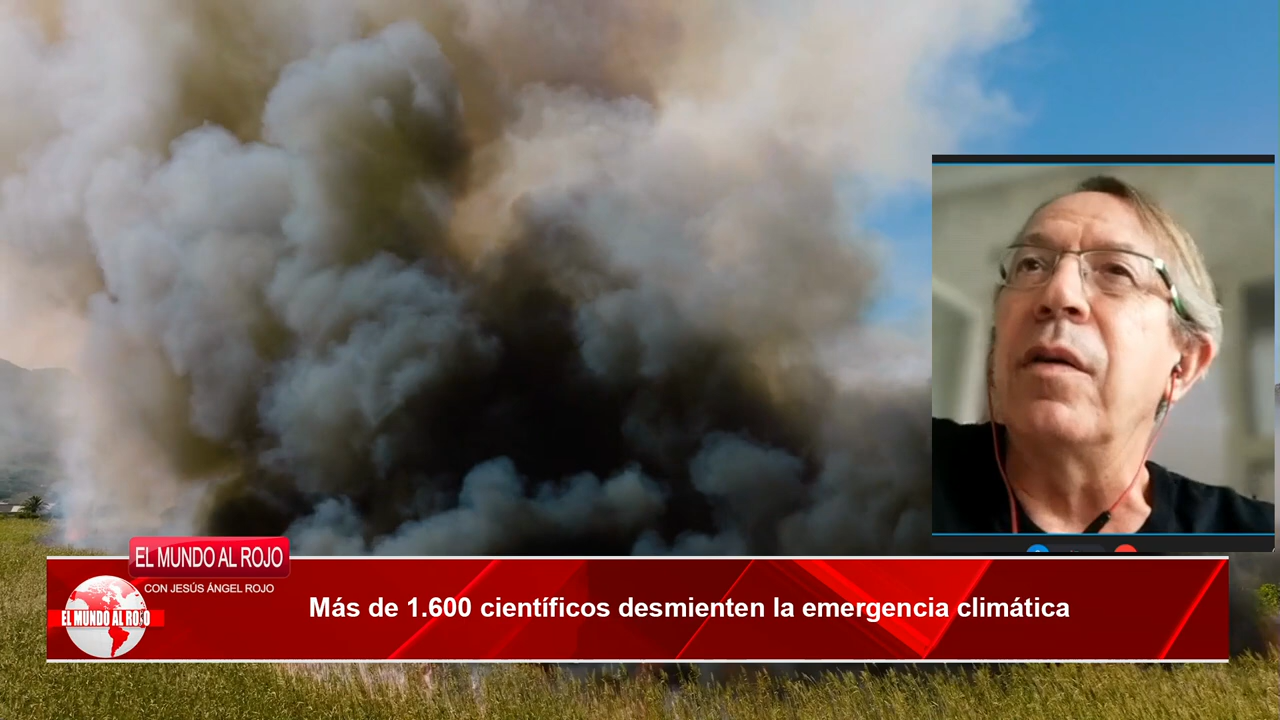 EL MUNDO AL ROJO
CON JESÚS ÁNGEL ROJO
EL MUNDO AL ROJO
Más de 1.600 científicos desmienten la emergencia climática